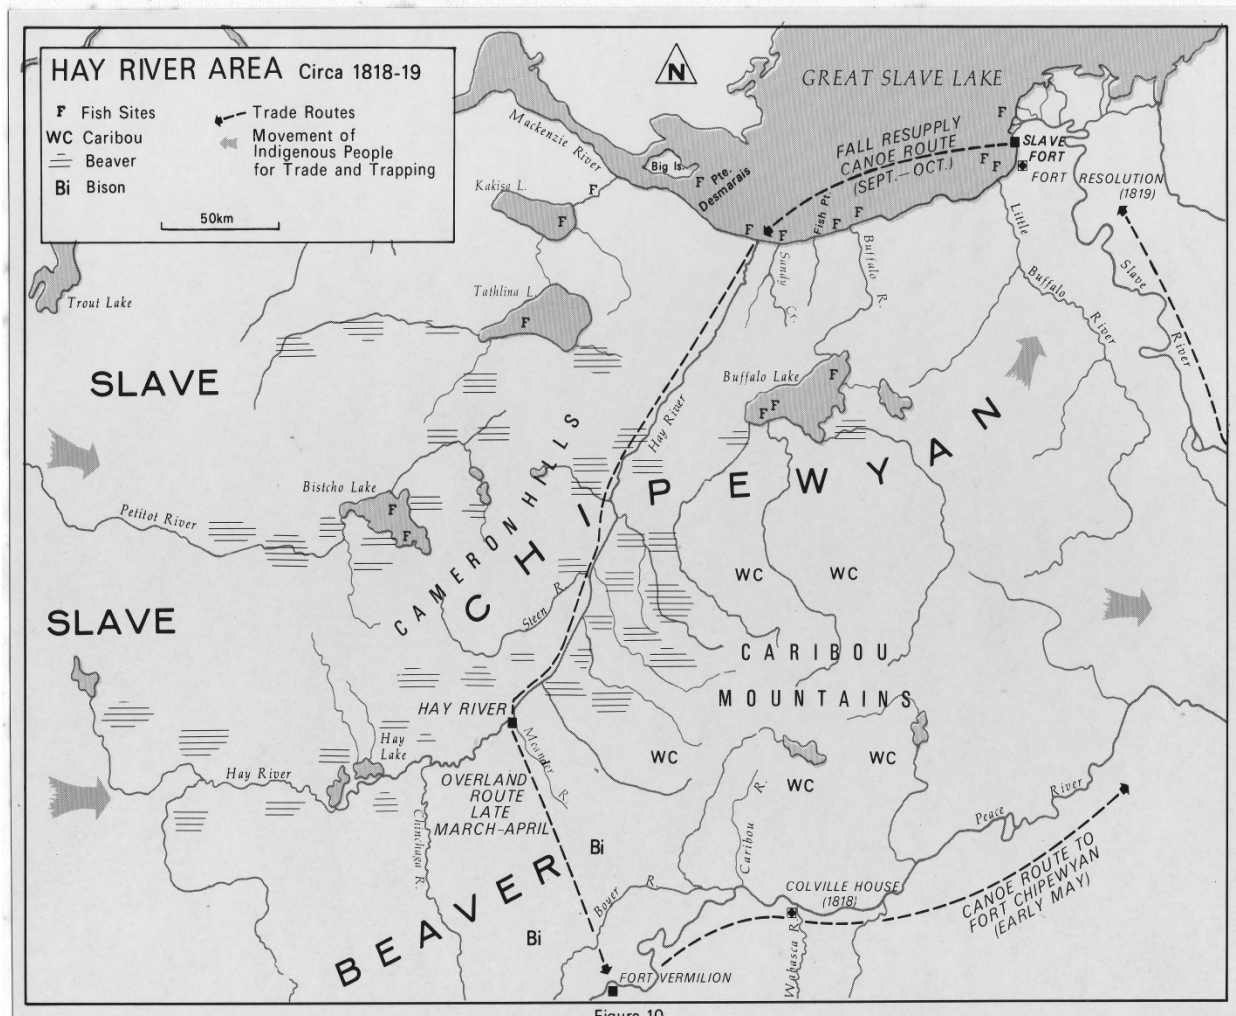 HAY RIVER AREA Circa 1818-19
F Fish Sites
WC Caribou
Beaver
Bi Bison
Trade Routes
Movement of
Indigenous People
for Trade and Trapping
50km
N
GREAT SLAVE LAKE
Mackenzie River
Big Is.
F
Pte.
Desmarais
FALL RESUPPLY
CANOE ROUTE
(SEPT.—OCT.)
F
SLAVE
FORT
F
F
FORT RESOLUTION
(1819)
Kakisa L.
F
F
F
F
Fish Pt.
F
F
Sandy Cr.
Buffalo R.
Little Buffalo River
Slave River
Trout Lake
Tathlina L.
F
SLAVE
Buffalo Lake
F
F
F
Hay River
CHIPEWYAN
CAMERON HILLS
Bistcho Lake
F
F
Petitot River
Steen R.
WC
WC
SLAVE
CARIBOU
MOUNTAINS
HAY RIVER
Hay
Lake
Hay River
Meander R.
WC
WC
WC
OVERLAND
ROUTE
LATE
MARCH-APRIL
Chinchaga R.
Bi
Bi
BEAVER
Boyer R.
Caribou R.
Peace River
COLVILLE HOUSE
(1818)
Wabasca R.
CANOE ROUTE TO
FORT CHIPEWYAN
(EARLY MAY)
FORT VERMILION
Figure 10